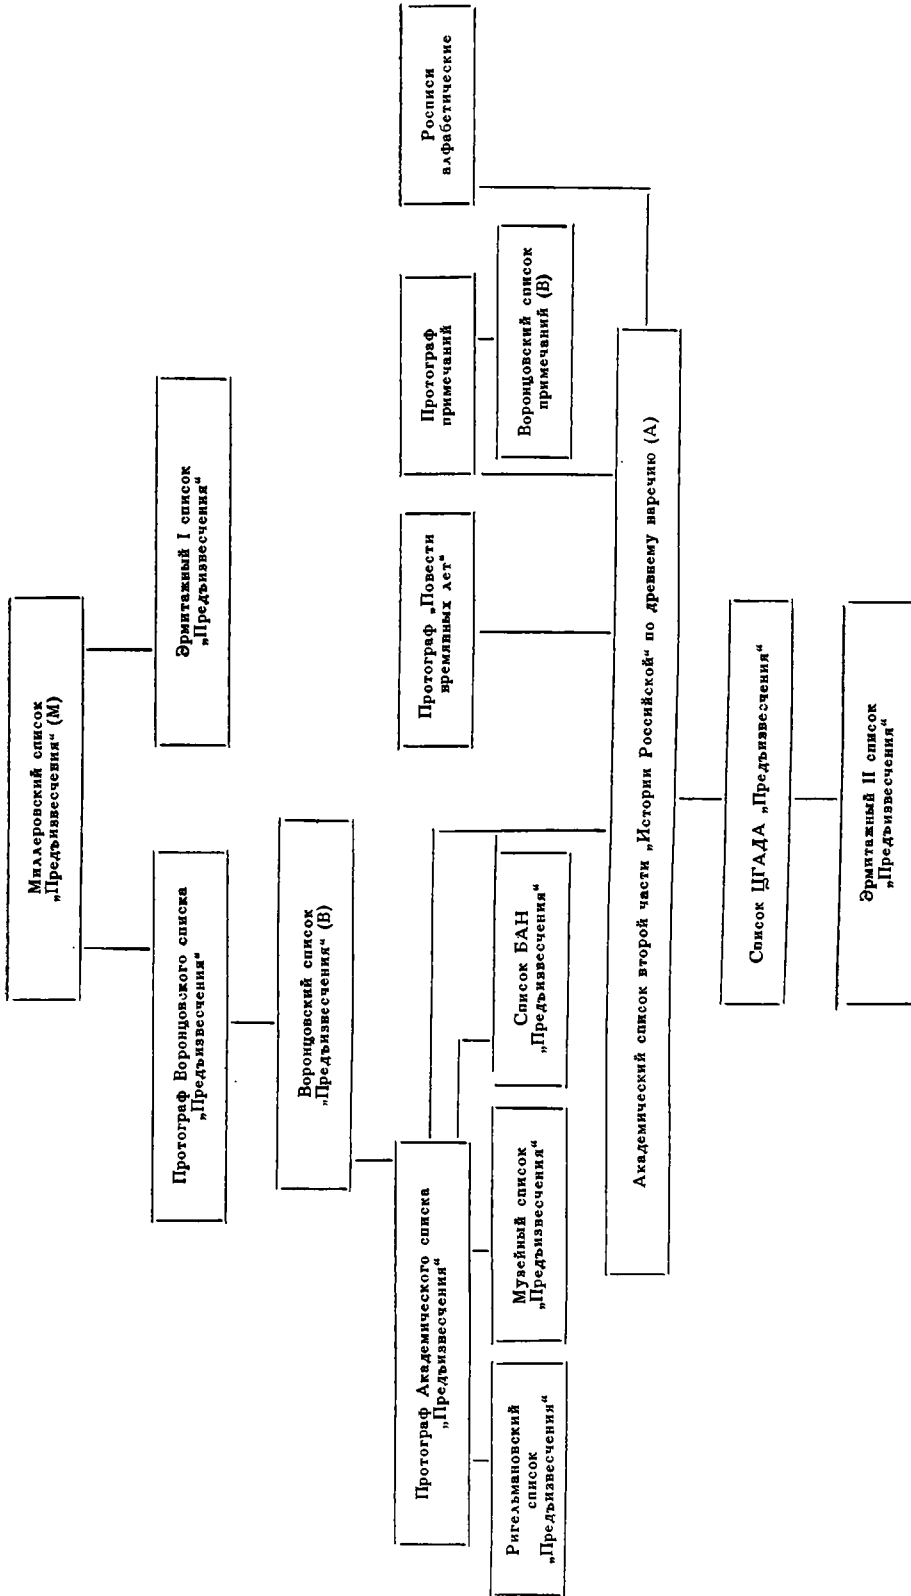 Миллеровский список
„Предъизвесчения“ (М)
Протограф Воронцовского списка
„Предъизвесчения“
Эрмитажный I список
„Предъизвесчения“
Воронцовский список
„Предъизвесчения“ (В)
Протограф Академического списка
„Предъизвесчения“
Протограф „Повести
времянных лет“
Протограф
примечаний
Росписи
алфабетические
Ригельмановский
список
„Предъизвесчения“
Музейный список
„Предъизвесчения“
Список БАН
„Предъизвесчения“
Воронцовский список
примечаний (В)
Академический список второй части „Истории Российской“ по древнему наречию (А)
Список ЦГАДА „Предъизвесчения“
Эрмитажный II список
„Предъизвесчения“